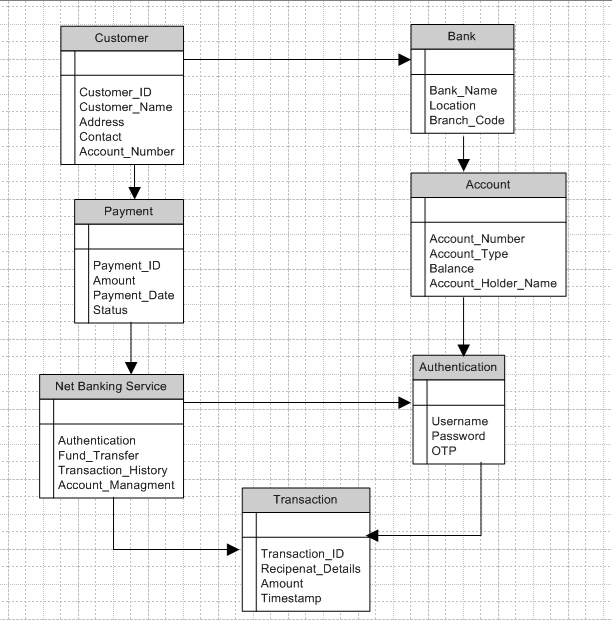 Customer
Customer_ID
Customer_Name
Address
Contact
Account_Number
Bank
Bank_Name
Location
Branch_Code
Payment
Payment_ID
Amount
Payment_Date
Status
Account
Account_Number
Account_Type
Balance
Account_Holder_Name
Net Banking Service
Authentication
Fund_Transfer
Transaction_History
Account_Managment
Authentication
Username
Password
OTP
Transaction
Transaction_ID
Recipenat_Details
Amount
Timestamp